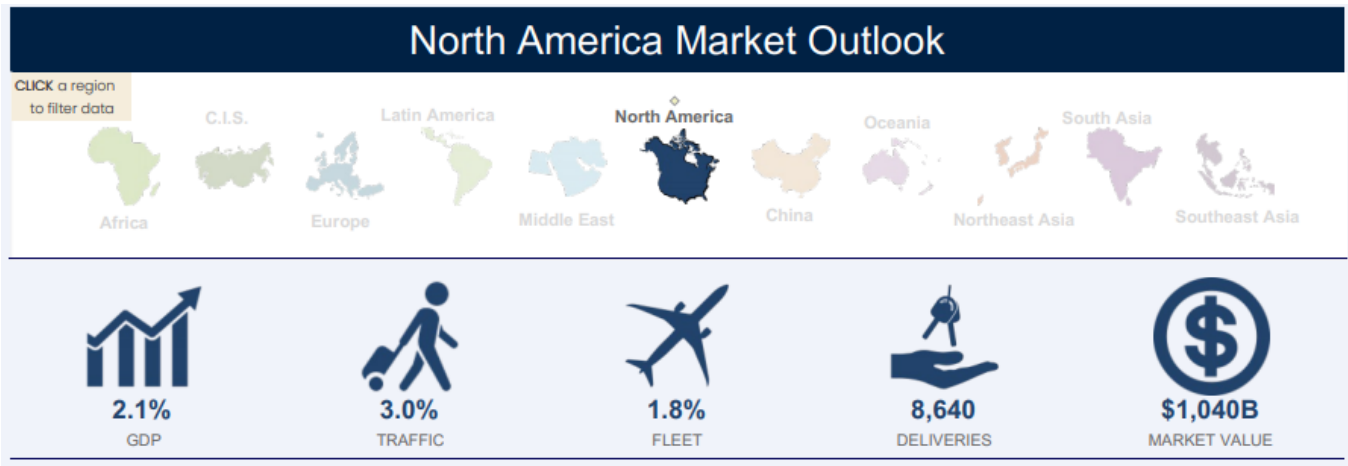 North America Market Outlook
CLICK a region
to filter data
C.I.S.
Latin America
North America
Oceania
South Asia
Africa
Europe
Middle East
China
Northeast Asia
Southeast Asia
2.1%
GDP
3.0%
TRAFFIC
1.8%
FLEET
8,640
DELIVERIES
$1,040B
MARKET VALUE